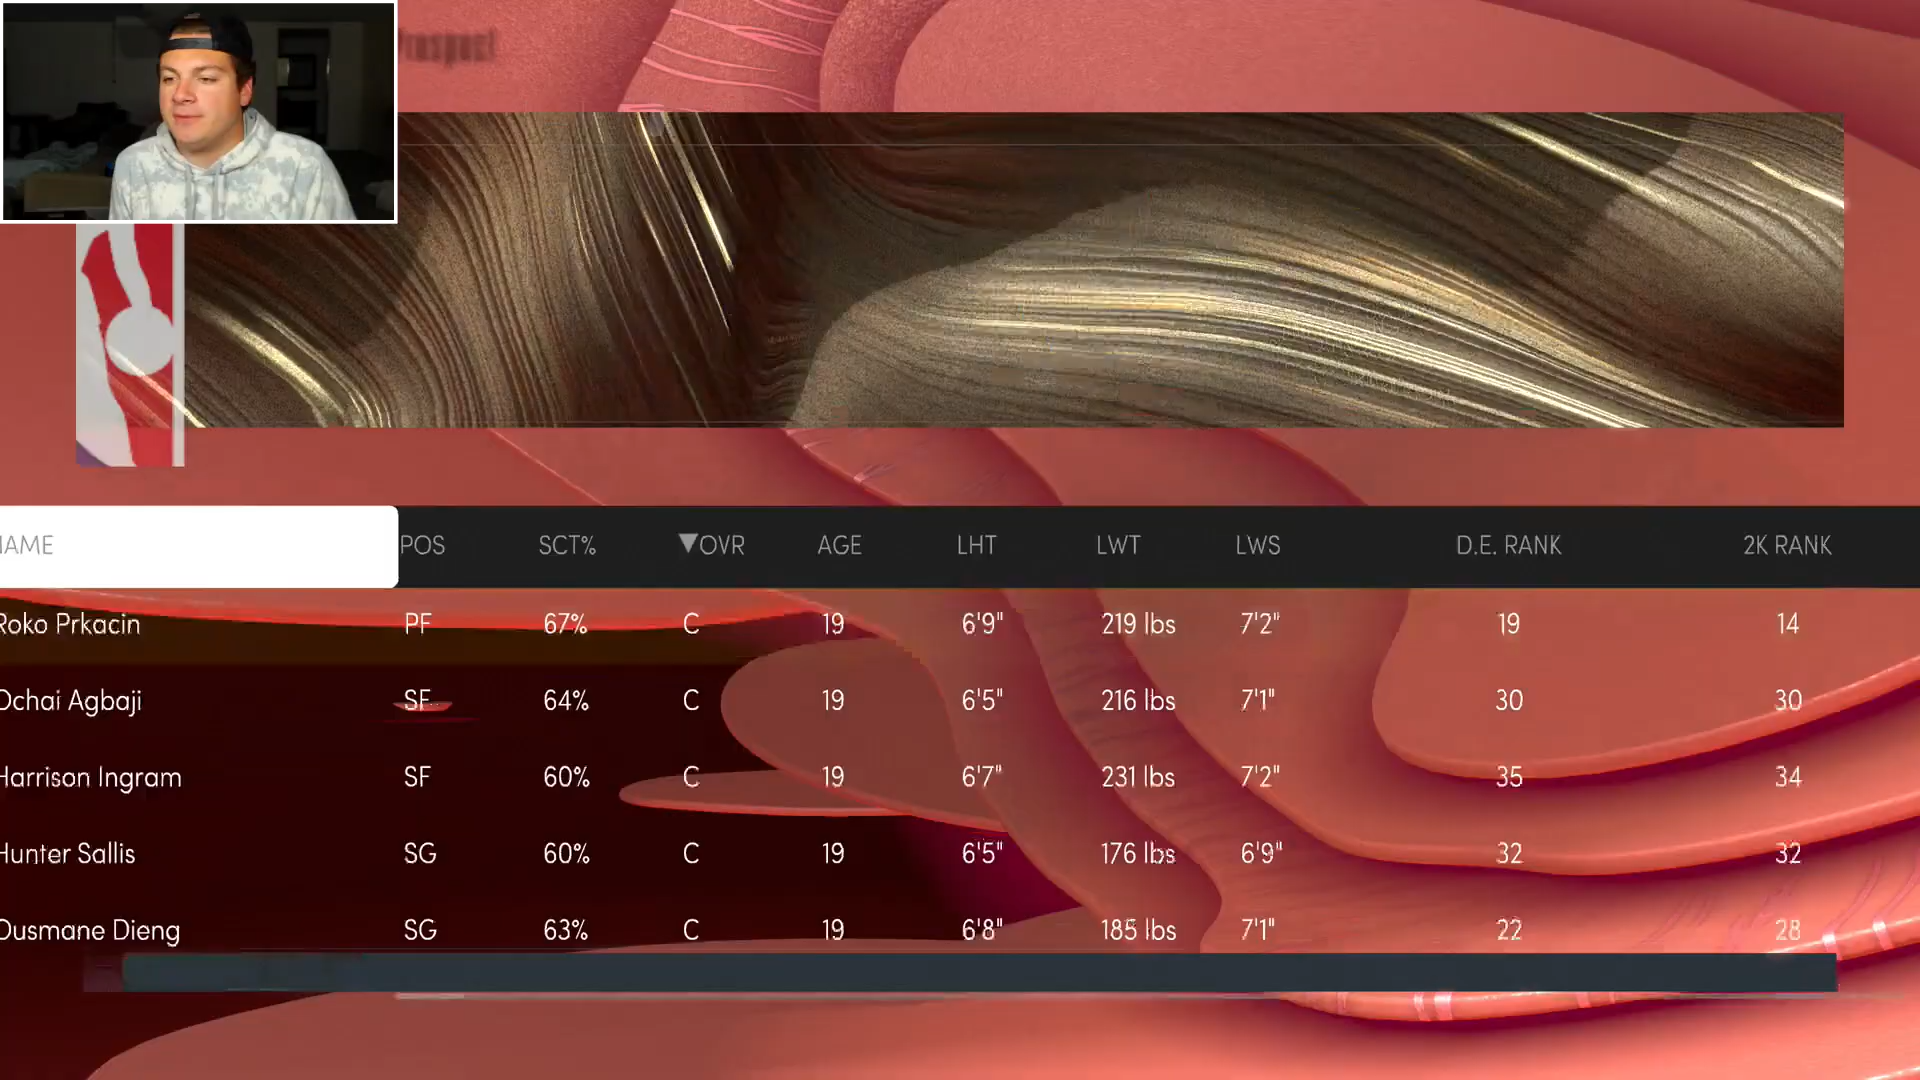 POS SCT% ▼OVR AGE LHT LWT LWS D.E. RANK 2K RANK
Roko Prkacin PF 67% C 19 6'9" 219 lbs 7'2" 19 14
Ochai Agbaji SF 64% C 19 6'5" 216 lbs 7'1" 30 30
Harrison Ingram SF 60% C 19 6'7" 231 lbs 7'2" 35 34
Hunter Sallis SG 60% C 19 6'5" 176 lbs 6'9" 32 32
Ousmane Dieng SG 63% C 19 6'8" 185 lbs 7'1" 22 28